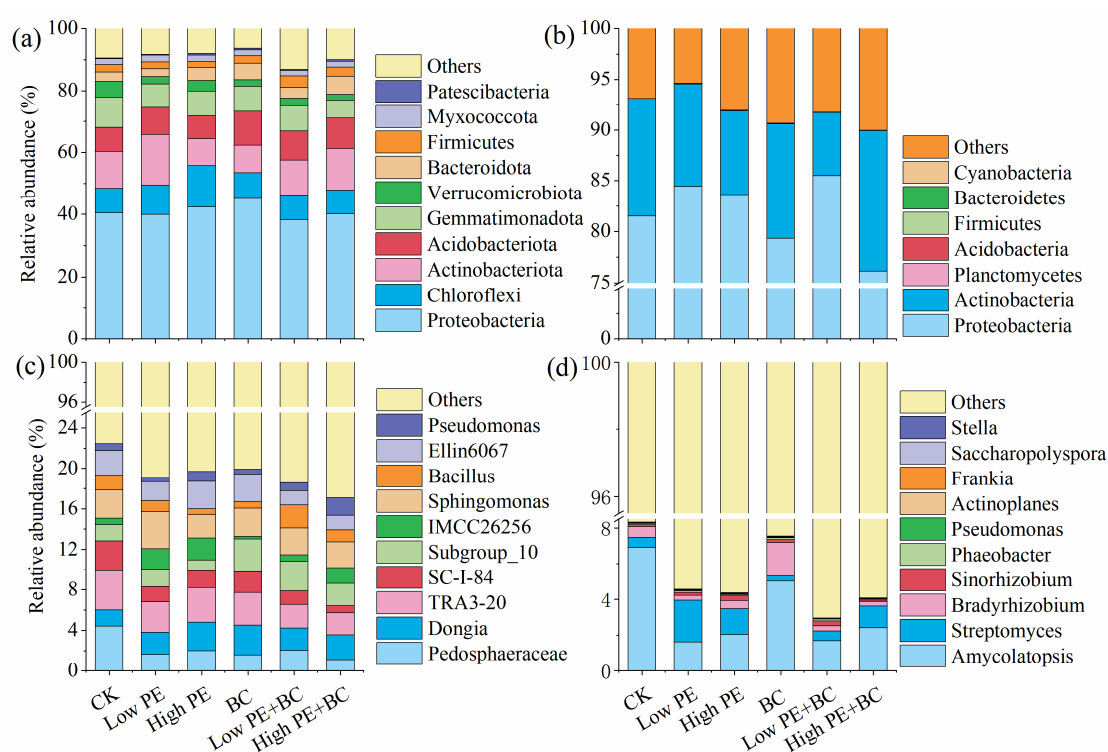 (a)
Relative abundance (%)
100
80
60
40
20
0
Others
Patescibacteria
Myxococcota
Firmicutes
Bacteroidota
Verrucomicrobiota
Gemmatimonadota
Acidobacteriota
Actinobacteriota
Chloroflexi
Proteobacteria
(b)
100
95
90
85
80
75
0
Others
Cyanobacteria
Bacteroidetes
Firmicutes
Acidobacteria
Planctomycetes
Actinobacteria
Proteobacteria
(c)
Relative abundance (%)
100
96
24
20
16
12
8
4
0
CK
Low PE
High PE
BC
Low PE+BC
High PE+BC
Others
Pseudomonas
Ellin6067
Bacillus
Sphingomonas
IMCC26256
Subgroup_10
SC-I-84
TRA3-20
Dongia
Pedosphaeraceae
(d)
100
96
8
4
0
CK
Low PE
High PE
BC
Low PE+BC
High PE+BC
Others
Stella
Saccharopolyspora
Frankia
Actinoplanes
Pseudomonas
Phaeobacter
Sinorhizobium
Bradyrhizobium
Streptomyces
Amycolatopsis